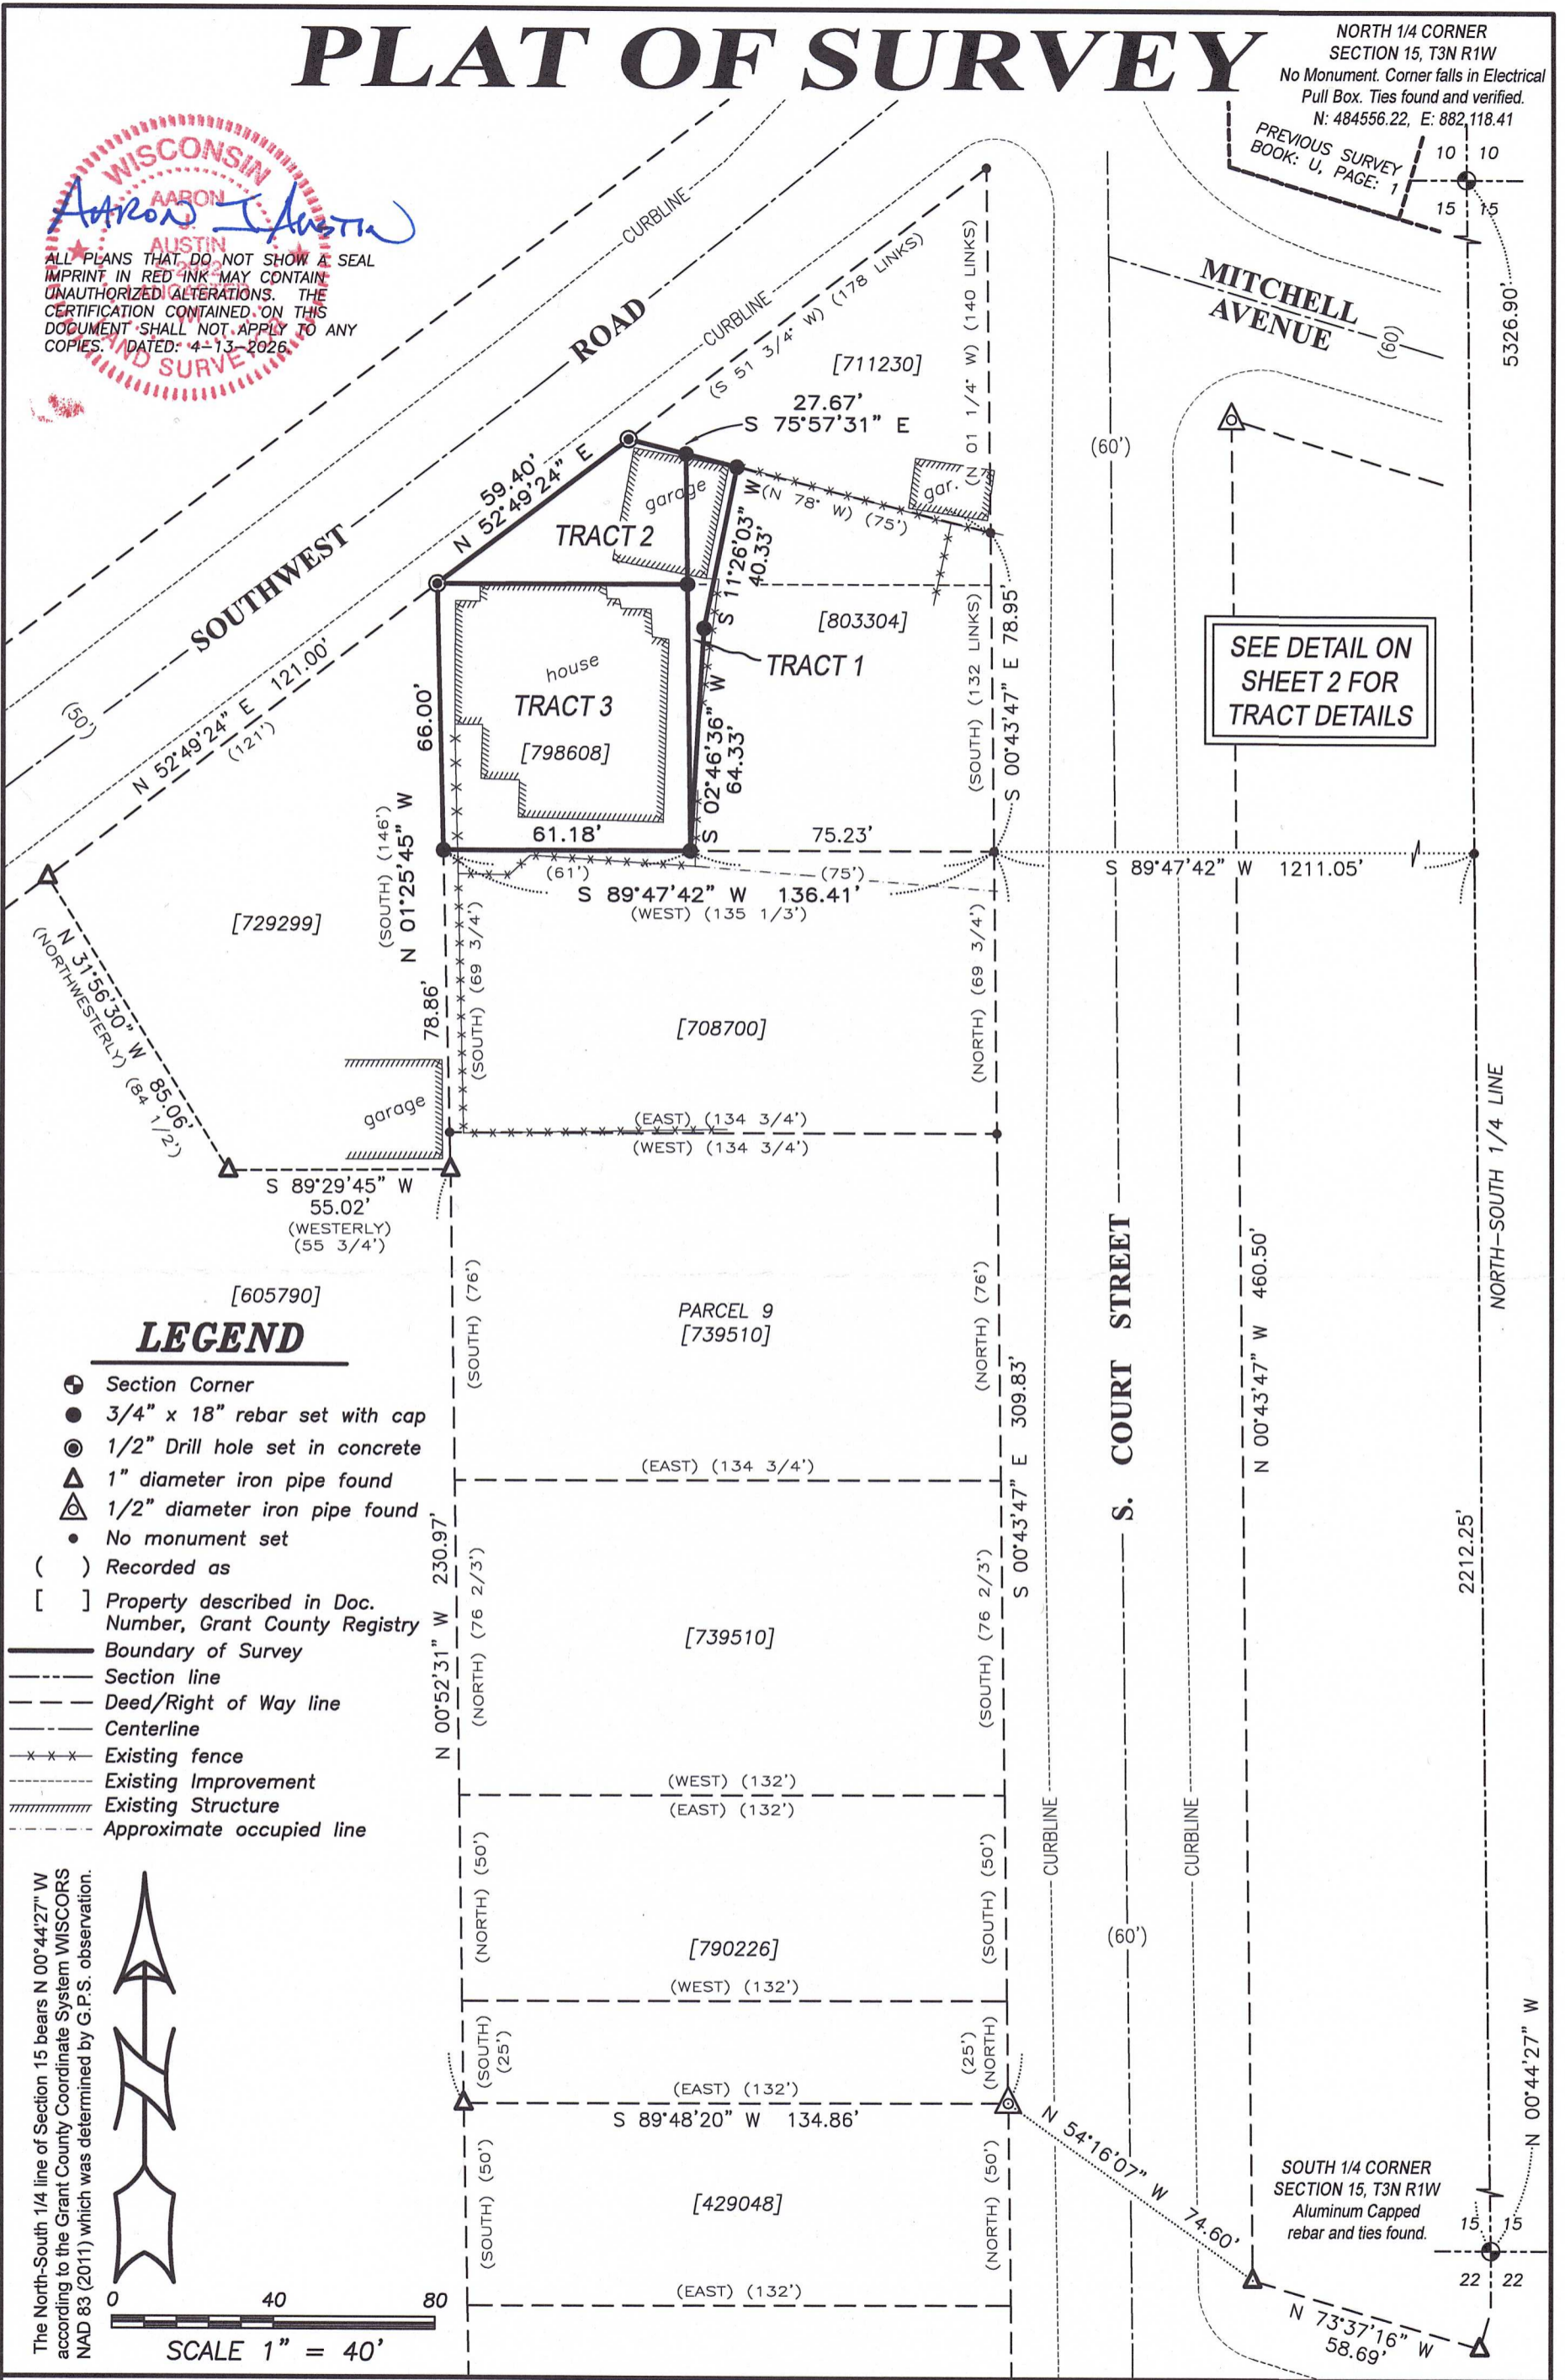 PLAT OF SURVEY
NORTH 1/4 CORNER
SECTION 15, T3N R1W
No Monument. Corner falls in Electrical
Pull Box. Ties found and verified.
N: 484556.22, E: 882,118.41
PREVIOUS SURVEY
BOOK: U, PAGE: 1
10 10
15 15
5326.90'
WISCONSIN
AARON
J.
AUSTIN
LANCASTER
LAND SURVEYOR
AARON J AUSTIN
ALL PLANS THAT DO NOT SHOW A SEAL
IMPRINT IN RED INK MAY CONTAIN
UNAUTHORIZED ALTERATIONS. THE
CERTIFICATION CONTAINED ON THIS
DOCUMENT SHALL NOT APPLY TO ANY
COPIES. DATED: 4-13-2026.
CURBLINE
SOUTHWEST ROAD
CURBLINE
(50')
(S 51 3/4° W) (178 LINKS)
(N 01 1/4° W) (140 LINKS)
[711230]
27.67'
S 75°57'31" E
MITCHELL
AVENUE
(60)
(60')
59.40'
N 52°49'24" E
garage
TRACT 2
W
(N 78° W) (75')
gar.
S 11°26'03"
40.33'
[803304]
TRACT 1
(SOUTH) (132 LINKS)
S 00°43'47" E 78.95'
SEE DETAIL ON
SHEET 2 FOR
TRACT DETAILS
N 52°49'24" E 121.00'
(121')
66.00'
house
TRACT 3
[798608]
S 02°46'36" W
64.33'
61.18'
75.23'
(61')
(75')
S 89°47'42" W 136.41'
(WEST) (135 1/3')
S 89°47'42" W 1211.05'
(SOUTH) (146')
N 01°25'45" W
[729299]
N 31°56'30" W 85.06'
(NORTHWESTERLY) (84 1/2')
78.86'
(SOUTH) (69 3/4')
[708700]
(NORTH) (69 3/4')
garage
(EAST) (134 3/4')
(WEST) (134 3/4')
S 89°29'45" W
55.02'
(WESTERLY)
(55 3/4')
[605790]
(SOUTH) (76')
PARCEL 9
[739510]
(NORTH) (76')
S. COURT STREET
N 00°43'47" W 460.50'
NORTH-SOUTH 1/4 LINE
2212.25'
LEGEND
Section Corner
3/4" x 18" rebar set with cap
1/2" Drill hole set in concrete
1" diameter iron pipe found
1/2" diameter iron pipe found
No monument set
( ) Recorded as
[ ] Property described in Doc.
Number, Grant County Registry
Boundary of Survey
Section line
Deed/Right of Way line
Centerline
Existing fence
Existing Improvement
Existing Structure
Approximate occupied line
(EAST) (134 3/4')
N 00°52'31" W 230.97'
(NORTH) (76 2/3')
[739510]
(SOUTH) (76 2/3')
S 00°43'47" E 309.83'
(WEST) (132')
(EAST) (132')
CURBLINE
CURBLINE
(NORTH) (50')
[790226]
(SOUTH) (50')
(60')
(WEST) (132')
(SOUTH)
(25')
(25')
(NORTH)
(EAST) (132')
S 89°48'20" W 134.86'
(SOUTH) (50')
[429048]
(NORTH) (50')
(EAST) (132')
N 54°16'07" W 74.60'
SOUTH 1/4 CORNER
SECTION 15, T3N R1W
Aluminum Capped
rebar and ties found.
15 15
22 22
N 00°44'27" W
N 73°37'16" W
58.69'
The North-South 1/4 line of Section 15 bears N 00°44'27" W
according to the Grant County Coordinate System WISCORS
NAD 83 (2011) which was determined by G.P.S. observation.
N
0 40 80
SCALE 1" = 40'